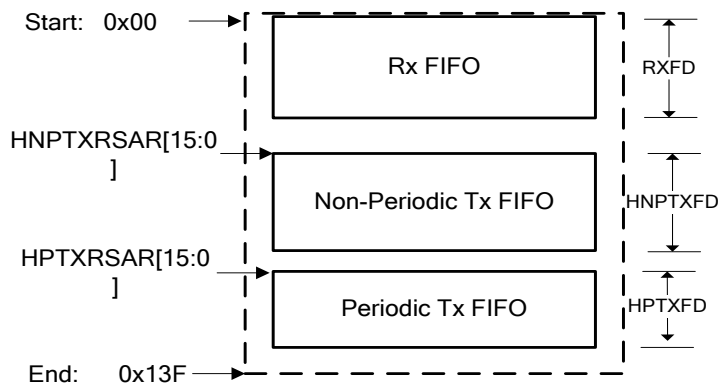 Start: 0x00
Rx FIFO
RXFD
HNPTXRSAR[15:0
]
Non-Periodic Tx FIFO
HNPTXFD
HPTXRSAR[15:0
]
Periodic Tx FIFO
HPTXFD
End: 0x13F